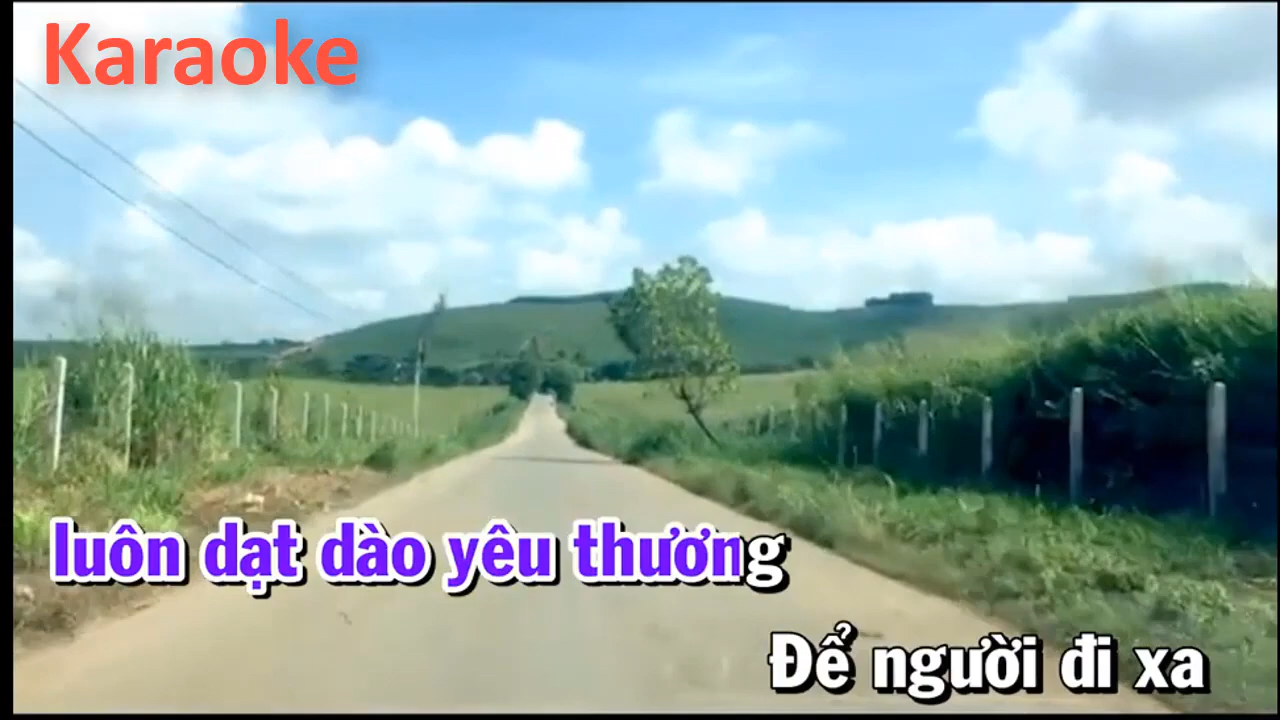 Karaoke
luôn dạt dào yêu thương
Để người đi xa